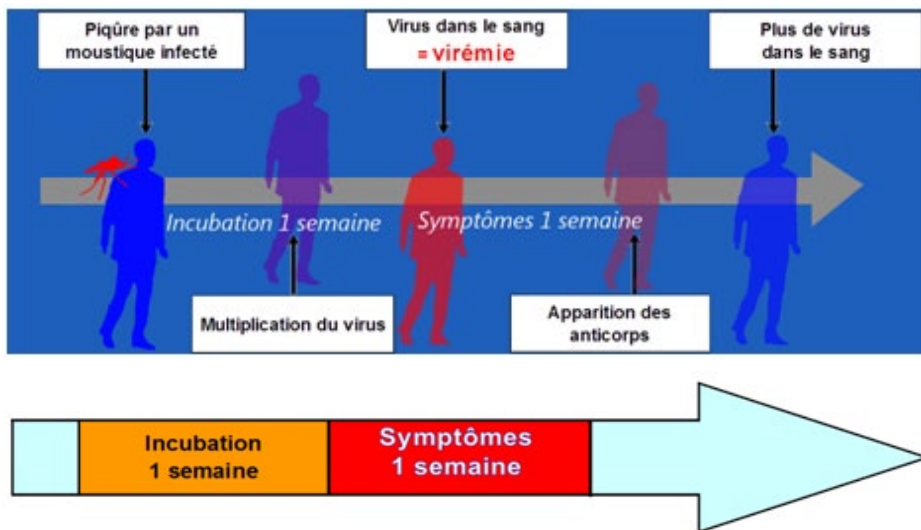 Piqûre par un
moustique infecté
Virus dans le sang
= virémie
Plus de virus
dans le sang
Incubation 1 semaine
Symptômes 1 semaine
Multiplication du virus
Apparition des
anticorps
Incubation
1 semaine
Symptômes
1 semaine